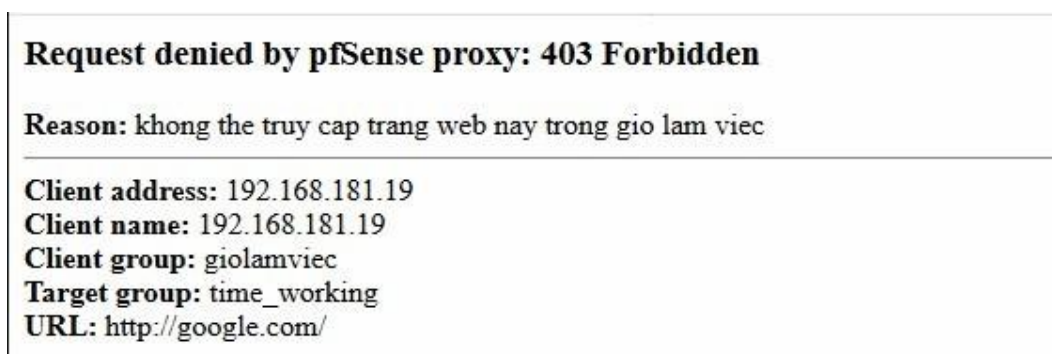 Request denied by pfSense proxy: 403 Forbidden
Reason: khong the truy cap trang web nay trong gio lam viec
Client address: 192.168.181.19
Client name: 192.168.181.19
Client group: giolamviec
Target group: time_working
URL: http://google.com/